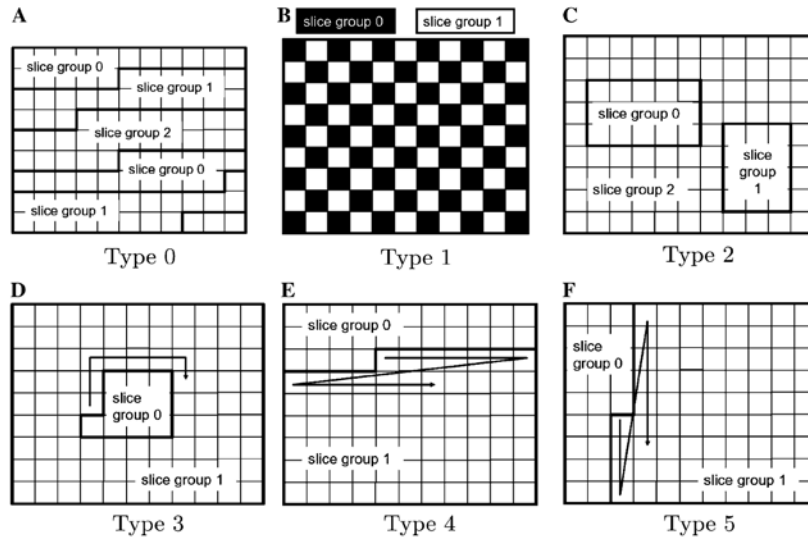 A
slice group 0
slice group 1
slice group 2
slice group 0
slice group 1
Type 0
B
slice group 0
slice group 1
Type 1
C
slice group 0
slice
group
1
slice group 2
Type 2
D
slice
group 0
slice group 1
Type 3
E
slice group 0
slice group 1
Type 4
F
slice
group 0
slice group 1
Type 5